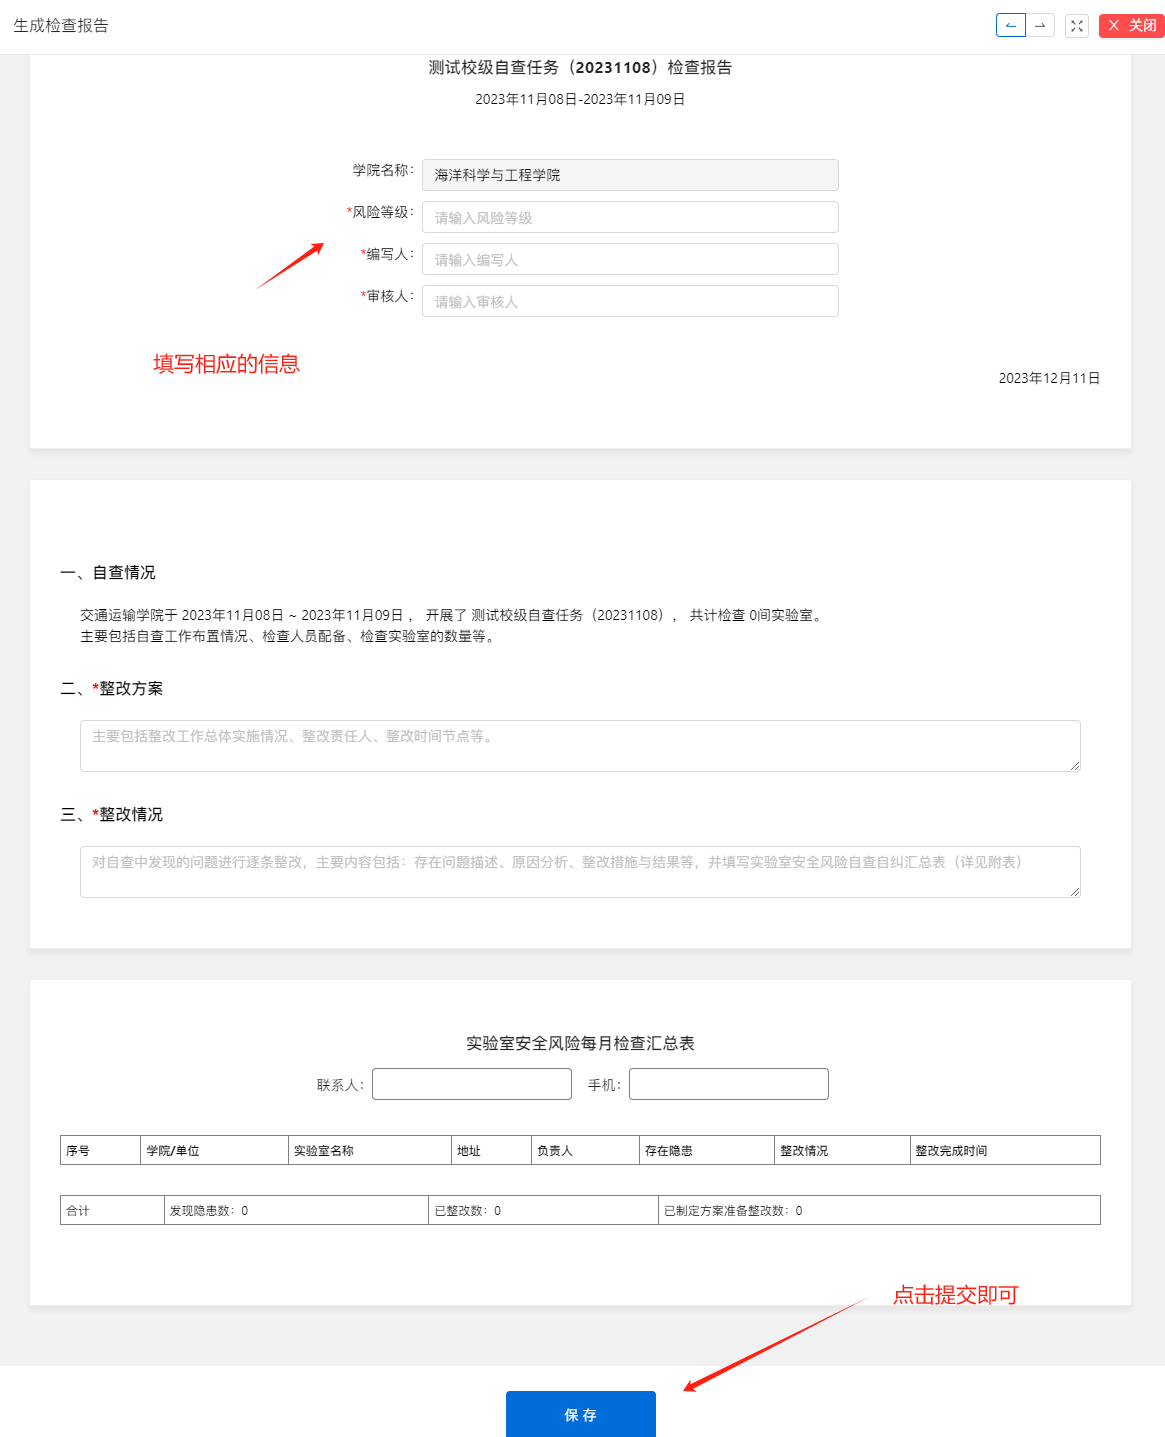 生成检查报告
关闭
测试校级自查任务（20231108）检查报告
2023年11月08日-2023年11月09日
学院名称：
海洋科学与工程学院
*风险等级：
请输入风险等级
*编写人：
请输入编写人
*审核人：
请输入审核人
填写相应的信息
2023年12月11日
一、自查情况
交通运输学院于 2023年11月08日 ~ 2023年11月09日 ， 开展了 测试校级自查任务（20231108）， 共计检查 0间实验室。
主要包括自查工作布置情况、检查人员配备、检查实验室的数量等。
二、*整改方案
主要包括整改工作总体实施情况、整改责任人、整改时间节点等。
三、*整改情况
对自查中发现的问题进行逐条整改，主要内容包括：存在问题描述、原因分析、整改措施与结果等，并填写实验室安全风险自查自纠汇总表（详见附表）
实验室安全风险每月检查汇总表
联系人： 手机：
序号 学院/单位 实验室名称 地址 负责人 存在隐患 整改情况 整改完成时间
合计 发现隐患数：0 已整改数：0 已制定方案准备整改数：0
点击提交即可
保 存